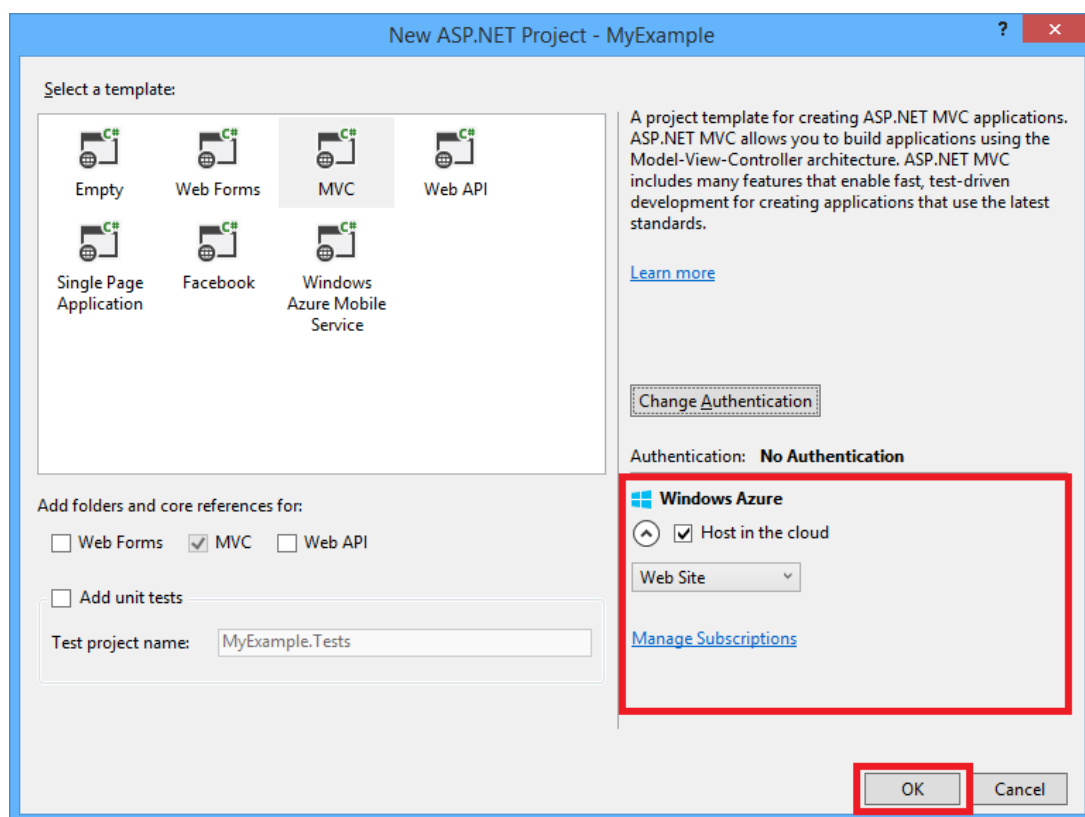 New ASP.NET Project - MyExample
?
Select a template:
C# C# C# C#
Empty Web Forms MVC Web API
C# C# C#
Single Page Facebook Windows
Application Azure Mobile
Service
A project template for creating ASP.NET MVC applications.
ASP.NET MVC allows you to build applications using the
Model-View-Controller architecture. ASP.NET MVC
includes many features that enable fast, test-driven
development for creating applications that use the latest
standards.
Learn more
Change Authentication
Authentication: No Authentication
Add folders and core references for:
Web Forms MVC Web API
Add unit tests
Test project name: MyExample.Tests
Windows Azure
Host in the cloud
Web Site
Manage Subscriptions
OK Cancel